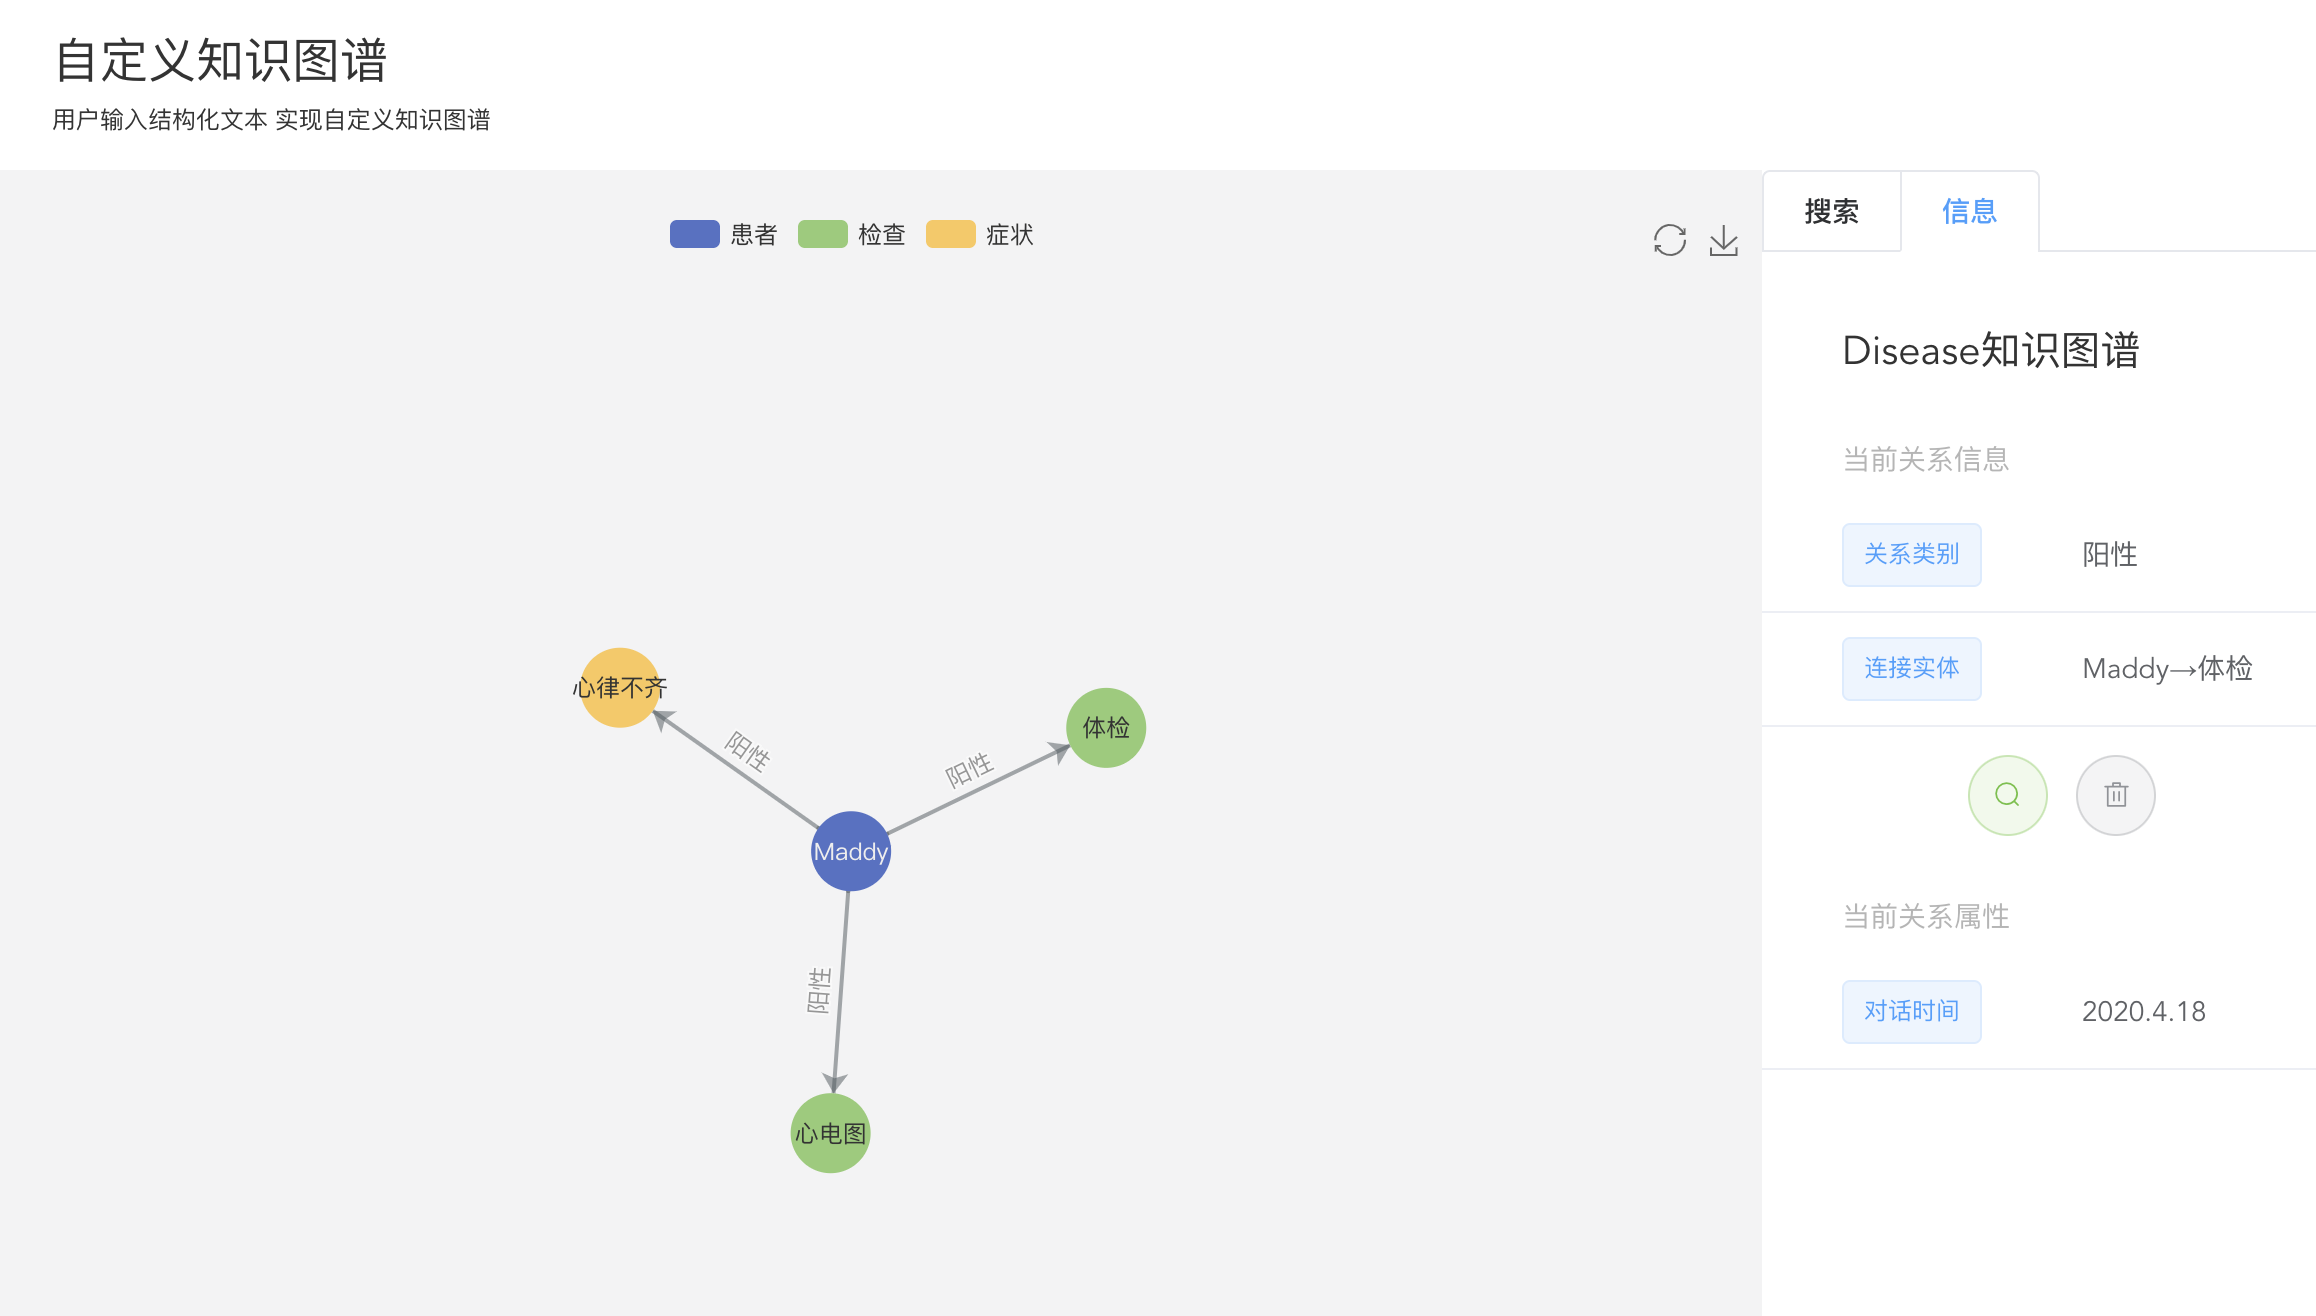 自定义知识图谱
用户输入结构化文本 实现自定义知识图谱
患者 检查 症状
搜索 信息
Disease知识图谱
当前关系信息
关系类别 阳性
连接实体 Maddy→体检
当前关系属性
对话时间 2020.4.18
心律不齐
阳性
体检
阳性
Maddy
阳性
心电图